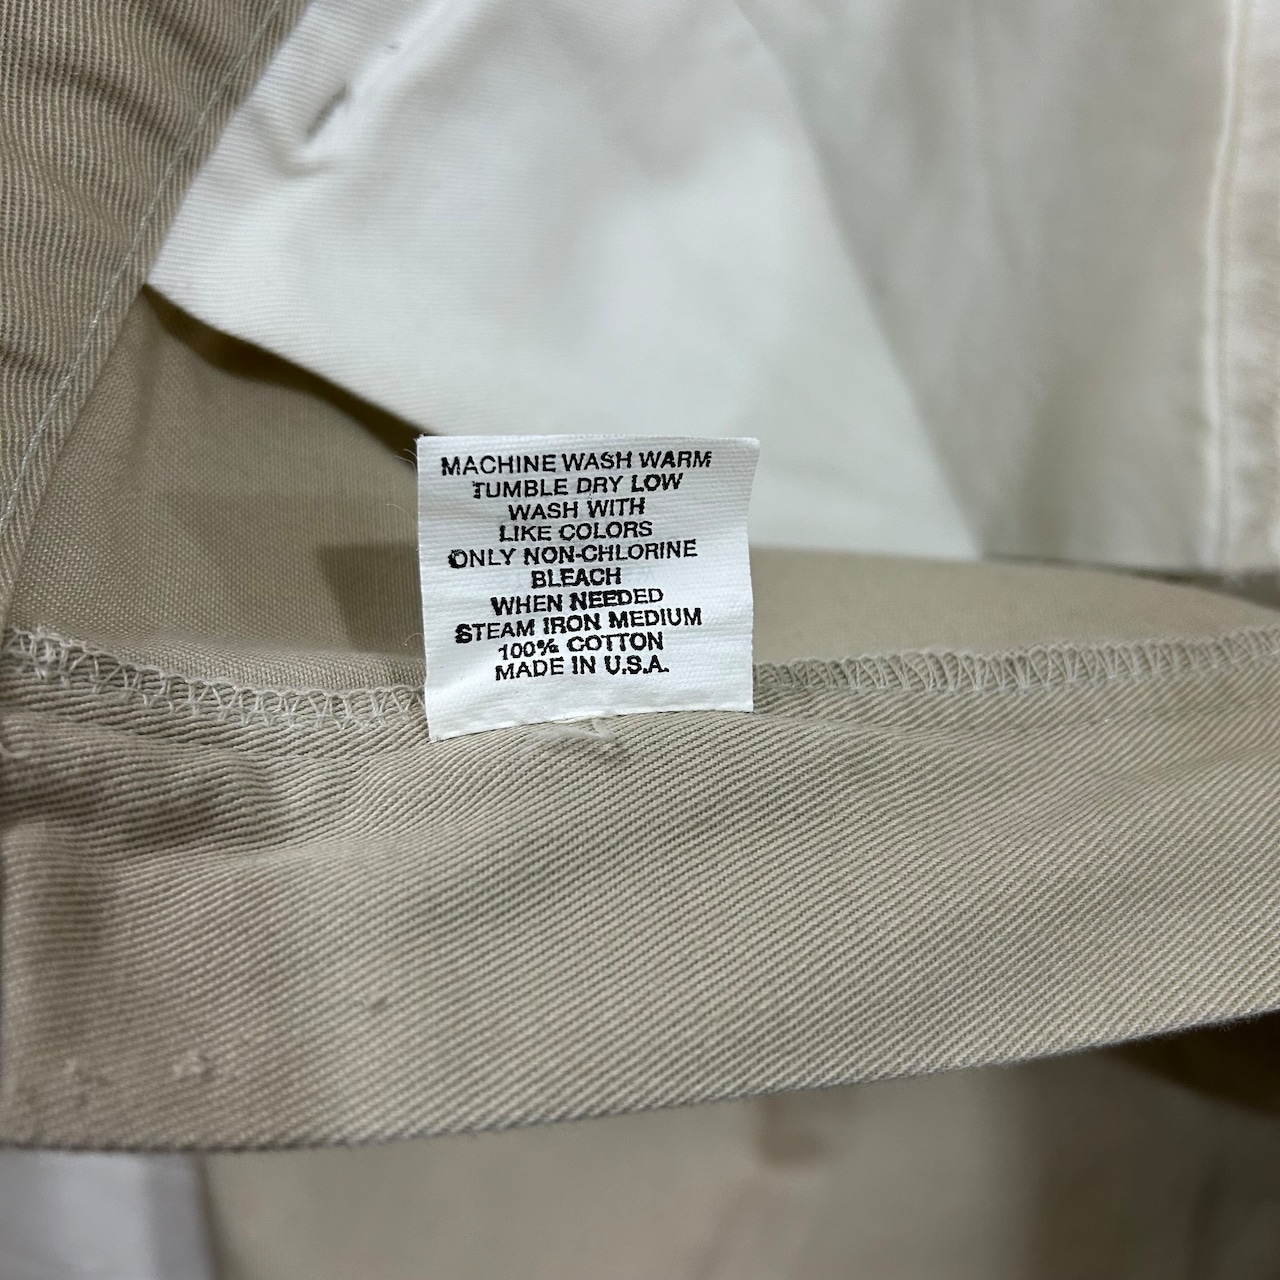 MACHINE WASH WARM
TUMBLE DRY LOW
WASH WITH
LIKE COLORS
ONLY NON-CHLORINE
BLEACH
WHEN NEEDED
STEAM IRON MEDIUM
100% COTTON
MADE IN U.S.A.